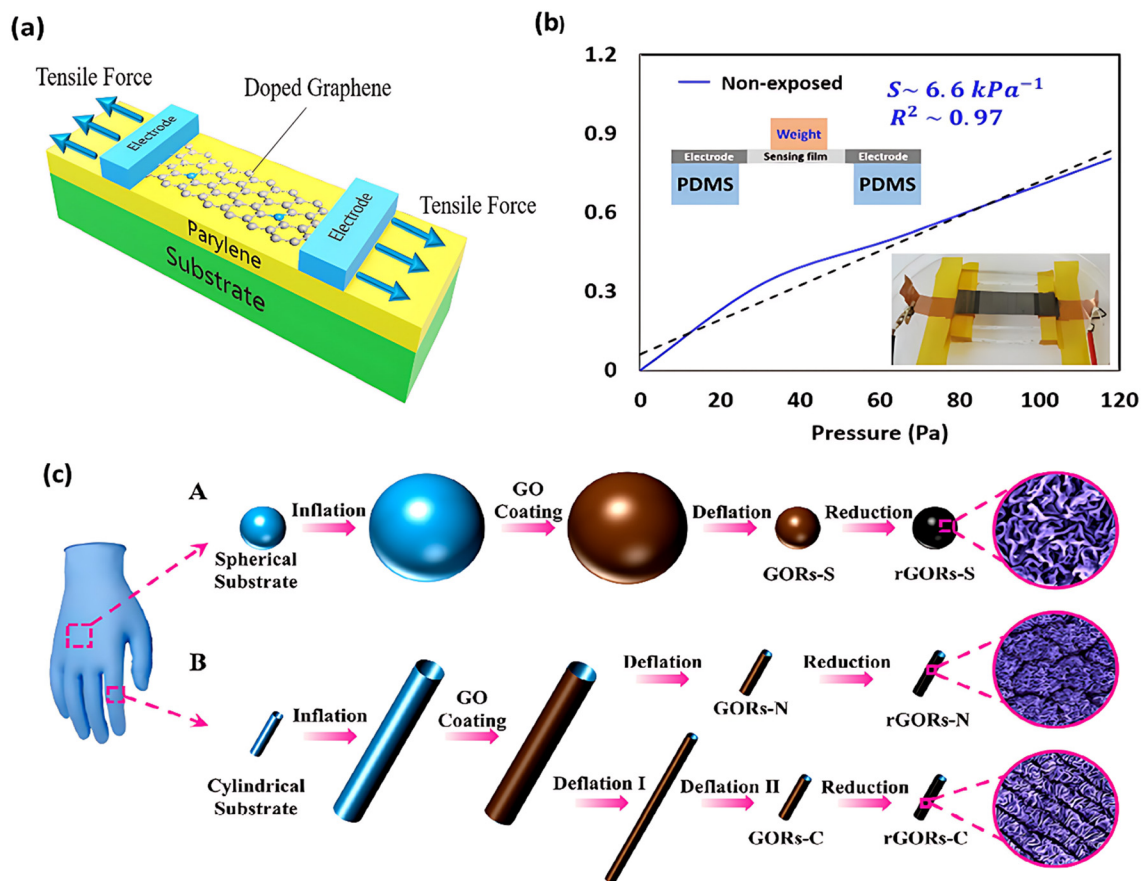 (a)
Tensile Force
Doped Graphene
Electrode
Tensile Force
Electrode
Parylene
Substrate
(b)
1.2
0.9
0.6
0.3
0
Non-exposed
S~ 6.6 kPa⁻¹
R² ~ 0.97
Weight
Electrode
Sensing film
Electrode
PDMS
PDMS
0
20
40
60
80
100
120
Pressure (Pa)
(c)
A
Spherical
Substrate
Inflation
GO
Coating
Deflation
GORs-S
Reduction
rGORs-S
B
Cylindrical
Substrate
Inflation
GO
Coating
Deflation
GORs-N
Reduction
rGORs-N
Deflation I
Deflation II
GORs-C
Reduction
rGORs-C